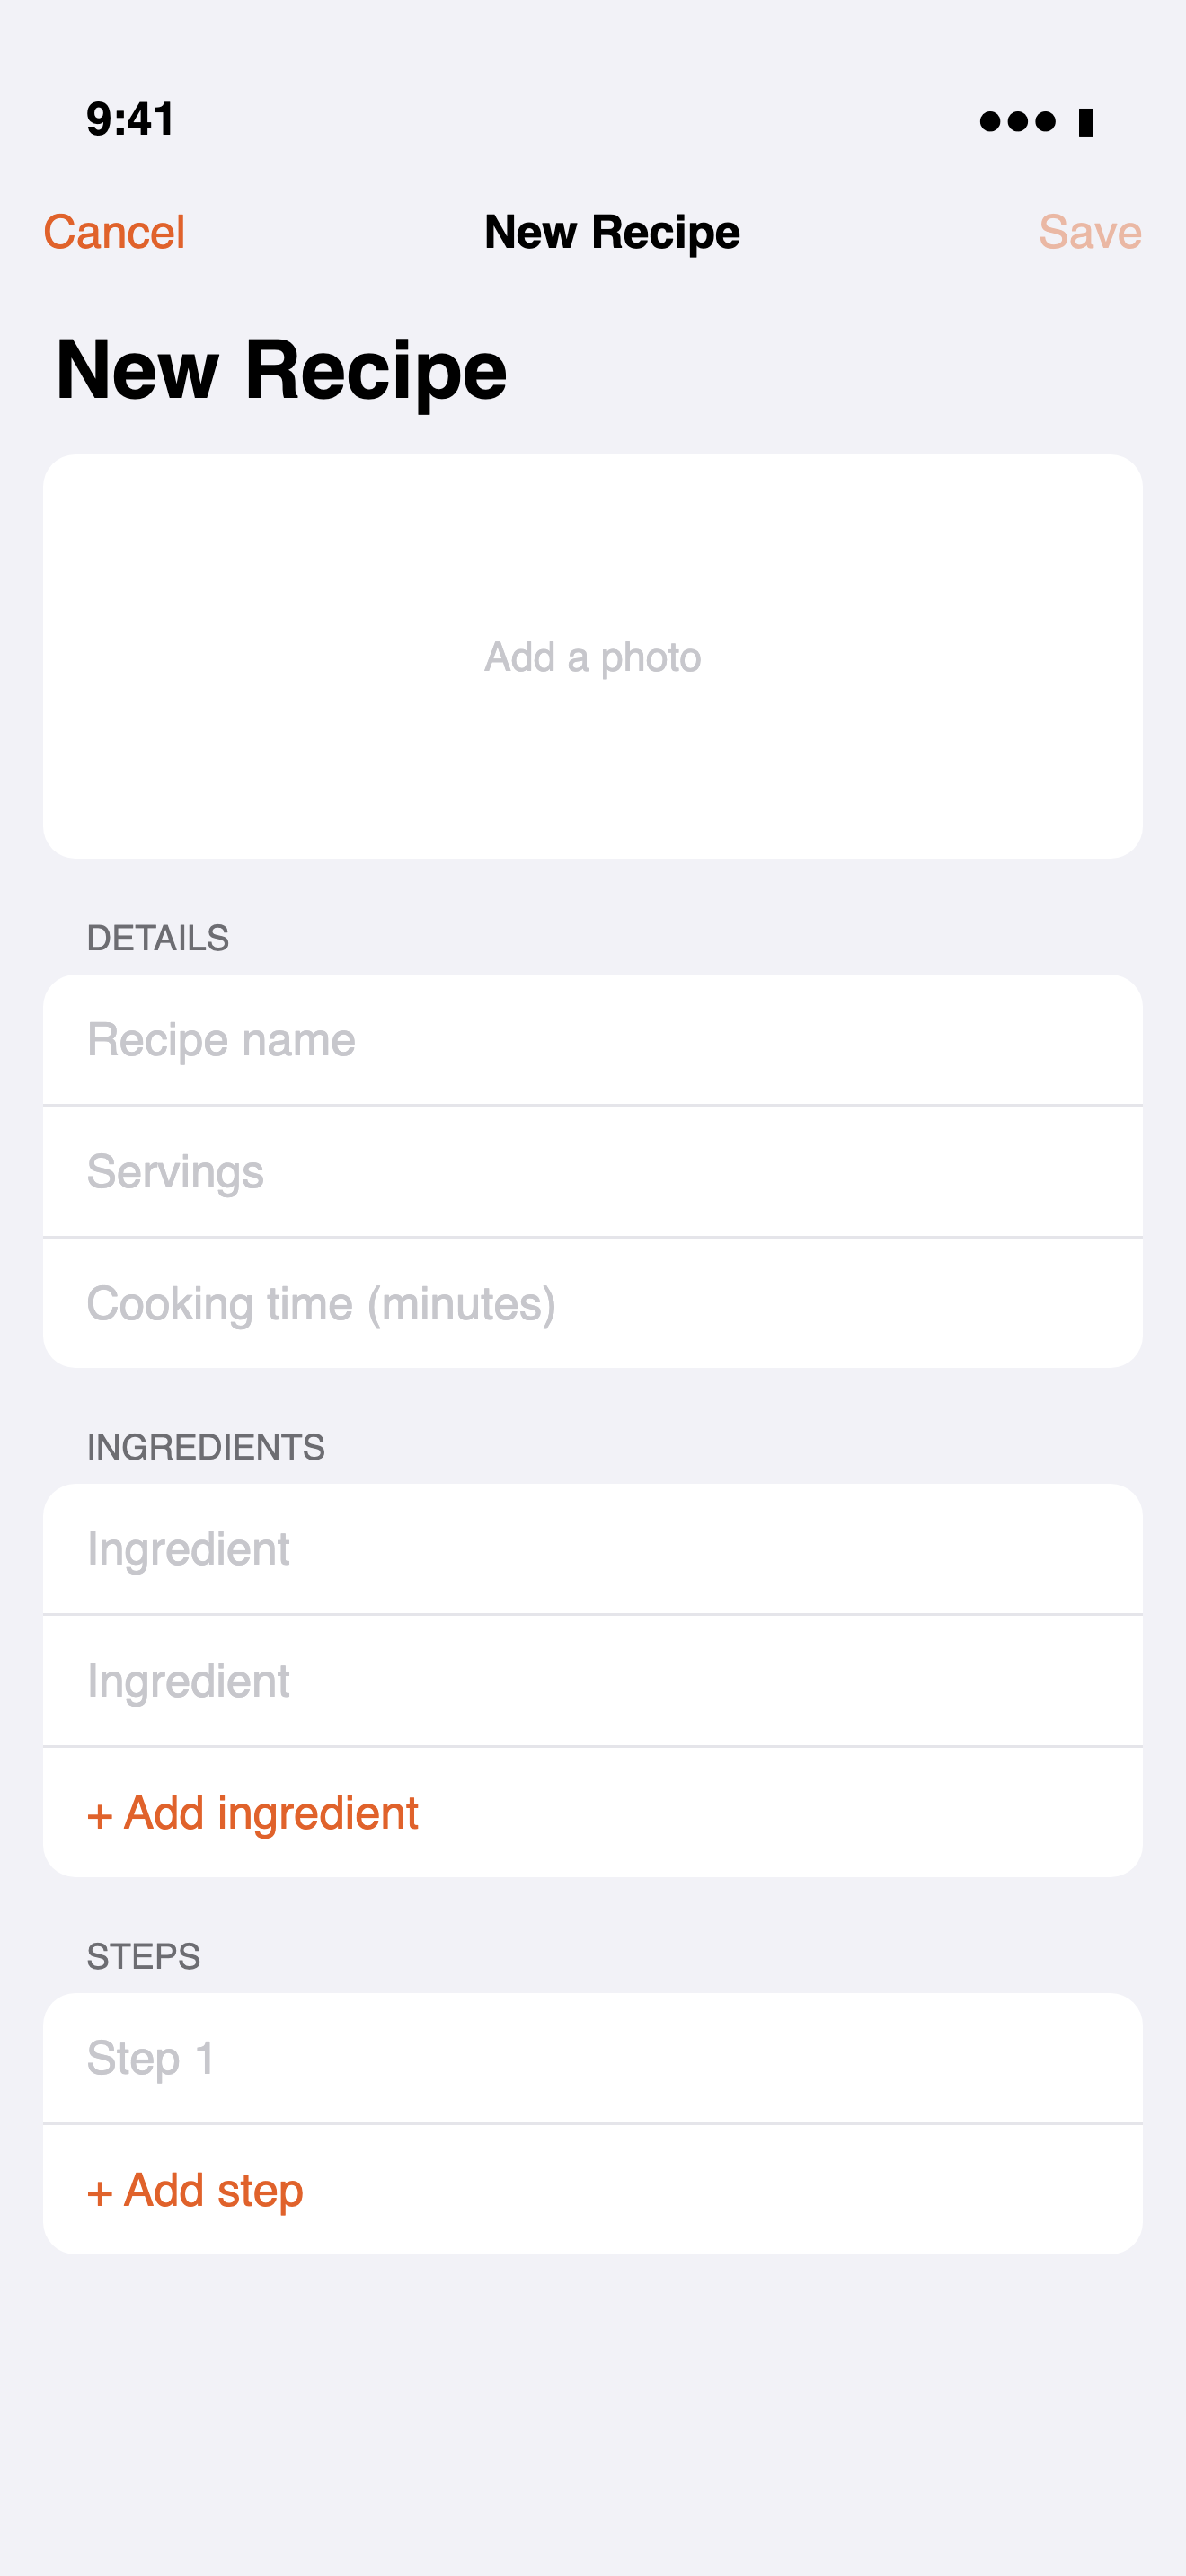 9:41
Cancel New Recipe Save
New Recipe
Add a photo
DETAILS
Recipe name
Servings
Cooking time (minutes)
INGREDIENTS
Ingredient
Ingredient
+ Add ingredient
STEPS
Step 1
+ Add step